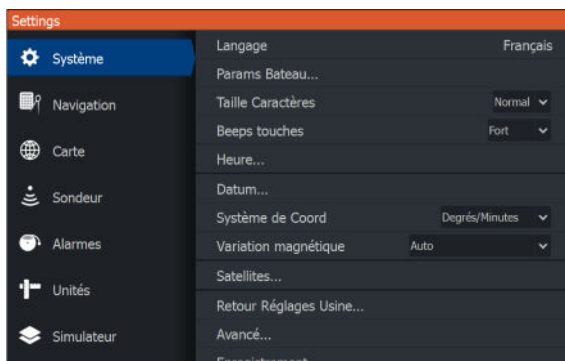 Settings
Système
Navigation
Carte
Sondeur
Alarmes
Unités
Simulateur
Langage Français
Params Bateau...
Taille Caractères Normal
Beeps touches Fort
Heure...
Datum...
Système de Coord Degrés/Minutes
Variation magnétique Auto
Satellites...
Retour Réglages Usine...
Avancé...